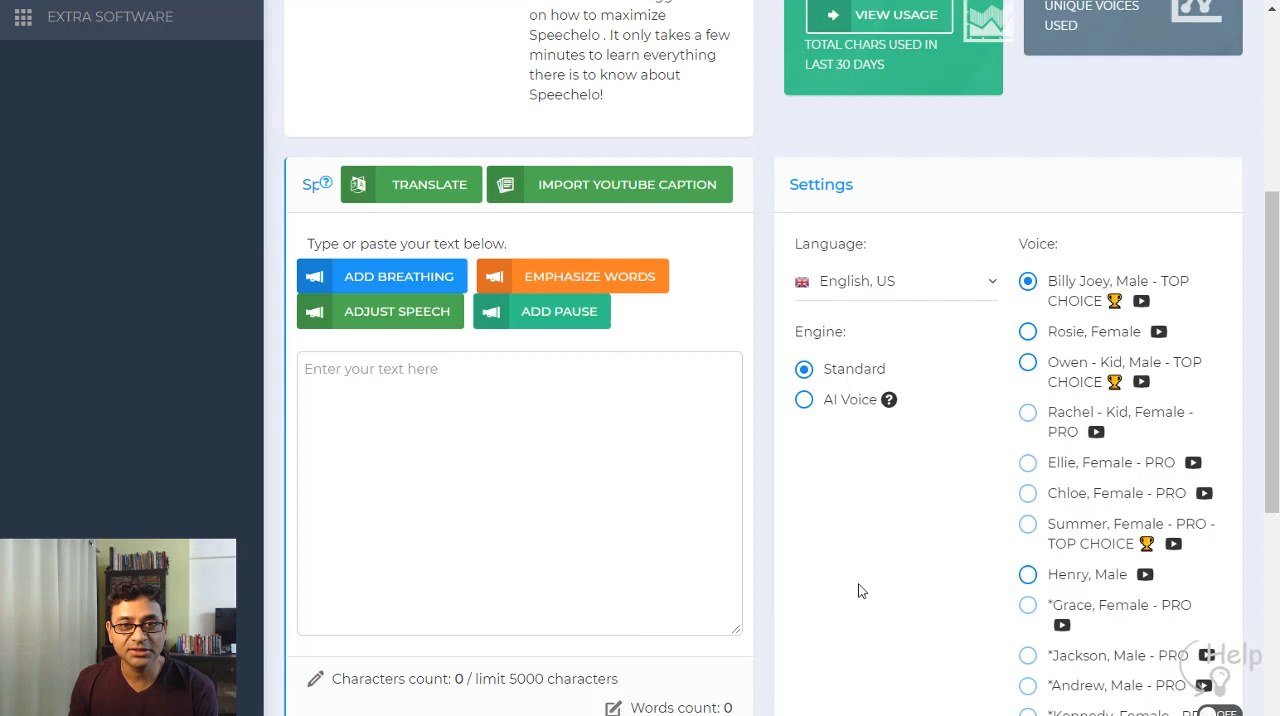 EXTRA SOFTWARE
on how to maximize
Speechelo . It only takes a few
minutes to learn everything
there is to know about
Speechelo!
VIEW USAGE
TOTAL CHARS USED IN
LAST 30 DAYS
UNIQUE VOICES
USED
TRANSLATE
IMPORT YOUTUBE CAPTION
Type or paste your text below.
ADD BREATHING
EMPHASIZE WORDS
ADJUST SPEECH
ADD PAUSE
Enter your text here
Characters count: 0 / limit 5000 characters
Words count: 0
Settings
Language:
English, US
Engine:
Standard
AI Voice
Voice:
Billy Joey, Male - TOP
CHOICE
Rosie, Female
Owen - Kid, Male - TOP
CHOICE
Rachel - Kid, Female -
PRO
Ellie, Female - PRO
Chloe, Female - PRO
Summer, Female - PRO -
TOP CHOICE
Henry, Male
*Grace, Female - PRO
*Jackson, Male - PRO
*Andrew, Male - PRO
*Kennedy, Female -
Help
OFF